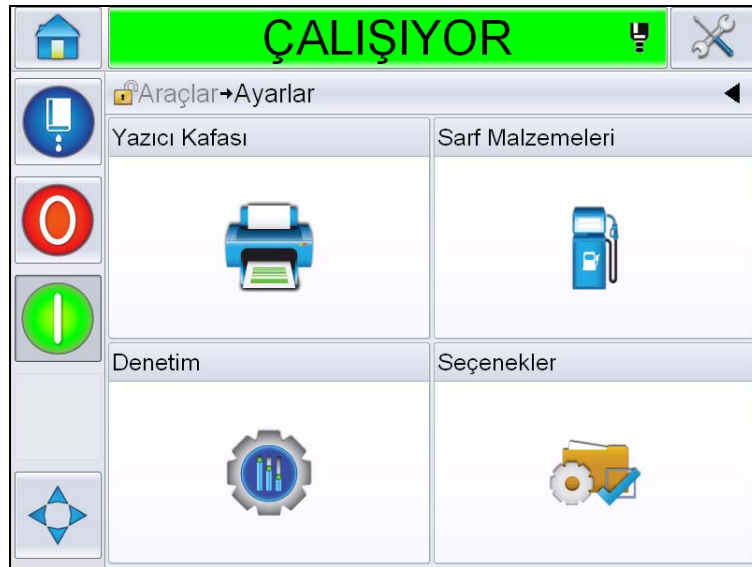 ÇALIŞIYOR
Araçlar→Ayarlar
Yazıcı Kafası
Sarf Malzemeleri
Denetim
Seçenekler